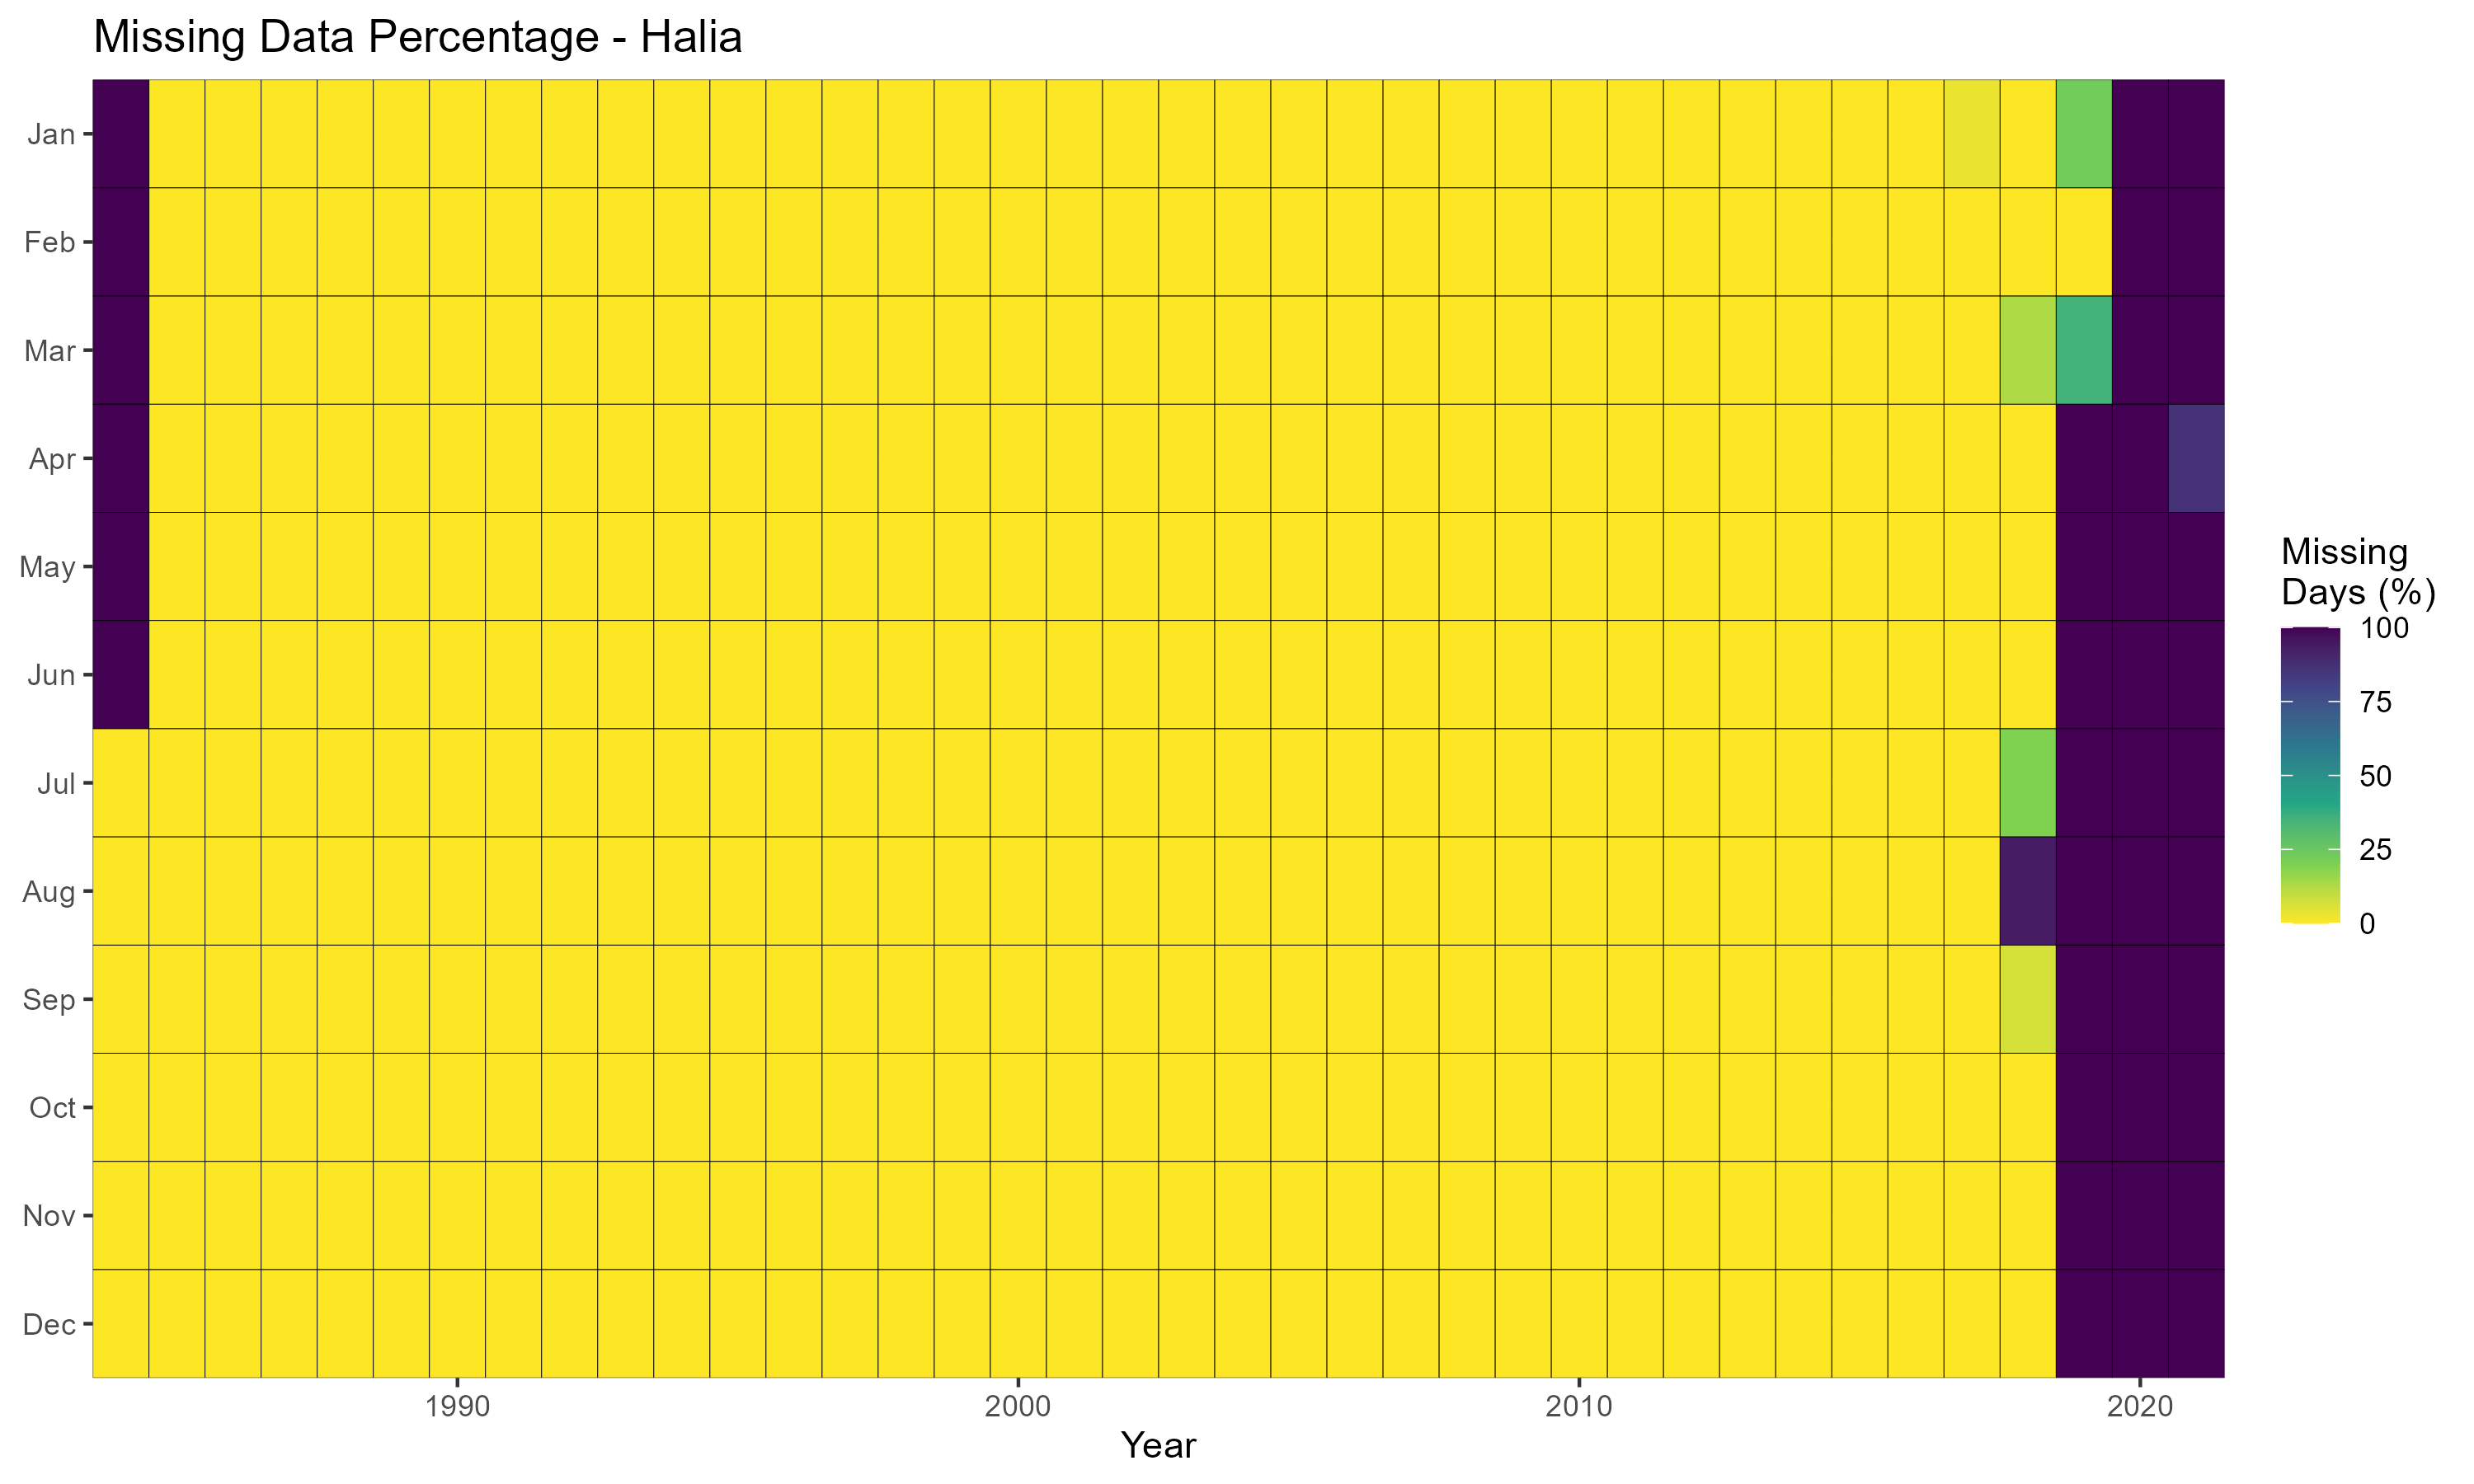 Missing Data Percentage - Halia
Jan
Feb
Mar
Apr
May
Jun
Jul
Aug
Sep
Oct
Nov
Dec
1990
2000
2010
2020
Year
Missing
Days (%)
100
75
50
25
0